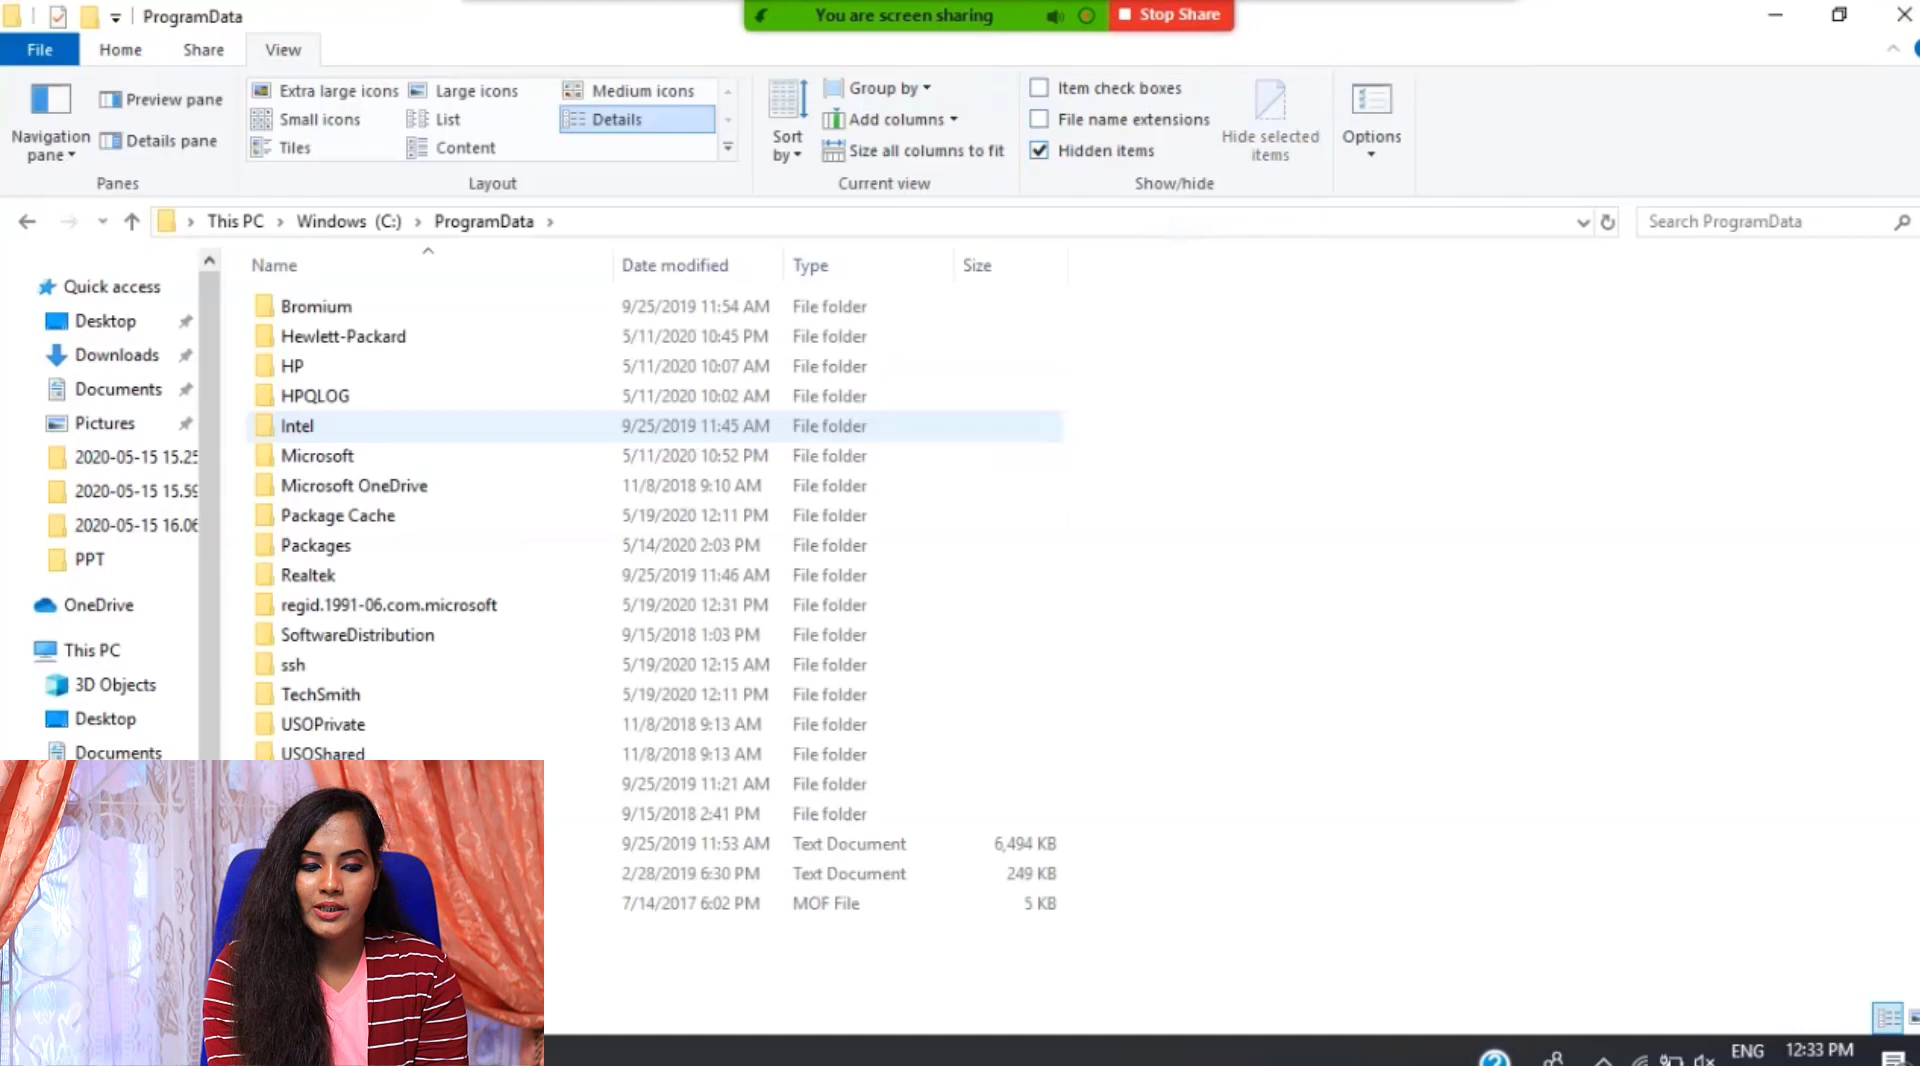 ProgramData
You are screen sharing
Stop Share
File
Home
Share
View
Navigation pane
Preview pane
Details pane
Panes
Extra large icons
Large icons
Medium icons
Small icons
List
Details
Tiles
Content
Layout
Sort by
Group by
Add columns
Size all columns to fit
Current view
Item check boxes
File name extensions
Hidden items
Hide selected items
Show/hide
Options
This PC > Windows (C:) > ProgramData >
Search ProgramData
Name Date modified Type Size
Quick access
Desktop
Downloads
Documents
Pictures
2020-05-15 15.25
2020-05-15 15.59
2020-05-15 16.06
PPT
OneDrive
This PC
3D Objects
Desktop
Documents
Bromium 9/25/2019 11:54 AM File folder
Hewlett-Packard 5/11/2020 10:45 PM File folder
HP 5/11/2020 10:07 AM File folder
HPQLOG 5/11/2020 10:02 AM File folder
Intel 9/25/2019 11:45 AM File folder
Microsoft 5/11/2020 10:52 PM File folder
Microsoft OneDrive 11/8/2018 9:10 AM File folder
Package Cache 5/19/2020 12:11 PM File folder
Packages 5/14/2020 2:03 PM File folder
Realtek 9/25/2019 11:46 AM File folder
regid.1991-06.com.microsoft 5/19/2020 12:31 PM File folder
SoftwareDistribution 9/15/2018 1:03 PM File folder
ssh 5/19/2020 12:15 AM File folder
TechSmith 5/19/2020 12:11 PM File folder
USOPrivate 11/8/2018 9:13 AM File folder
USOShared 11/8/2018 9:13 AM File folder
9/25/2019 11:21 AM File folder
9/15/2018 2:41 PM File folder
9/25/2019 11:53 AM Text Document 6,494 KB
2/28/2019 6:30 PM Text Document 249 KB
7/14/2017 6:02 PM MOF File 5 KB
ENG 12:33 PM